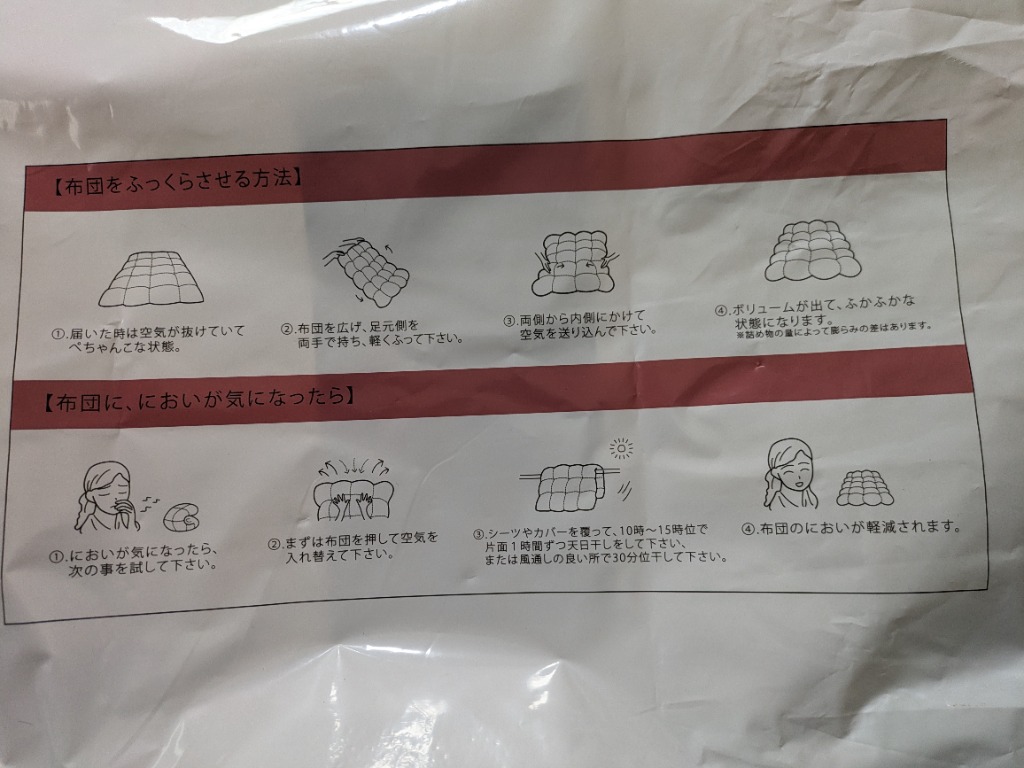 【布団をふっくらさせる方法】
①.届いた時は空気が抜けていて
ぺちゃんこな状態。
②.布団を広げ、足元側を
両手で持ち、軽くふって下さい。
③.両側から内側にかけて
空気を送り込んで下さい。
④.ボリュームが出て、ふかふかな
状態になります。
※詰め物の量によって膨らみの差はあります。
【布団に、においが気になったら】
①.においが気になったら、
次の事を試して下さい。
②.まずは布団を押して空気を
入れ替えて下さい。
③.シーツやカバーを覆って、10時～15時位で
片面1時間ずつ天日干しをして下さい、
または風通しの良い所で30分位干して下さい。
④.布団のにおいが軽減されます。